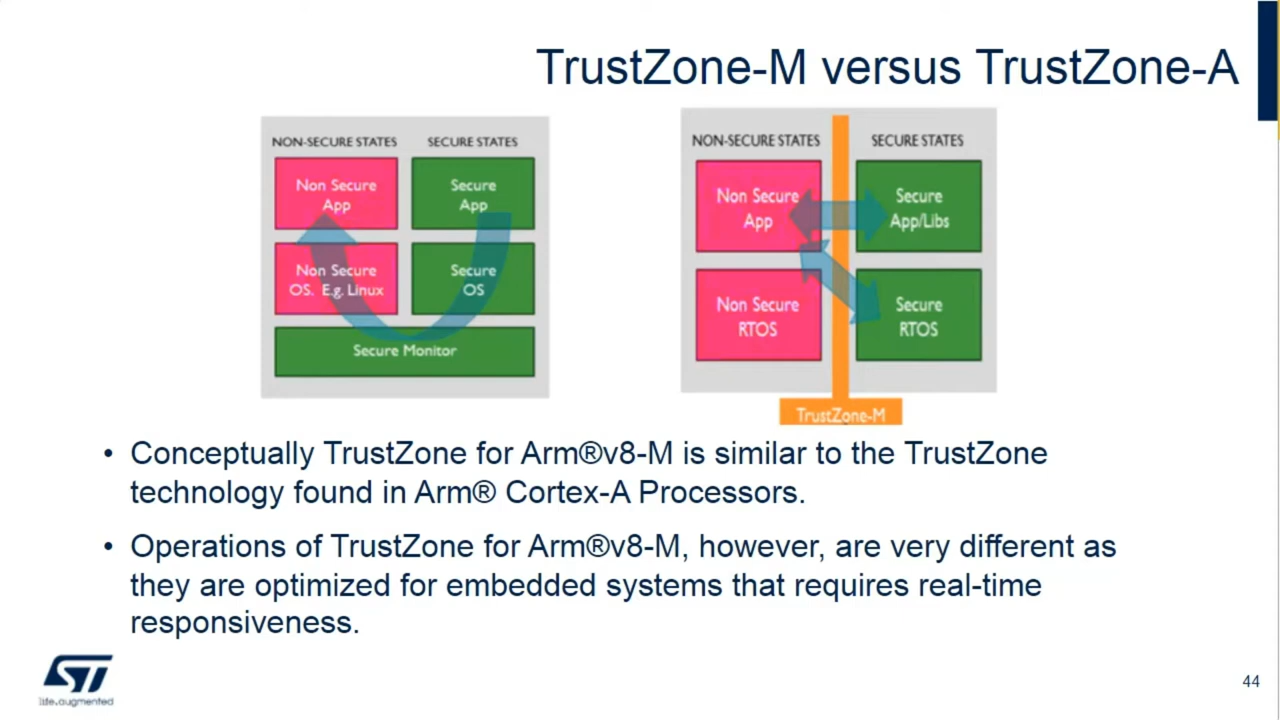 TrustZone-M versus TrustZone-A
NON-SECURE STATES
SECURE STATES
Non Secure
App
Secure
App
Non Secure
OS. E.g. Linux
Secure
OS
Secure Monitor
NON-SECURE STATES
SECURE STATES
Non Secure
App
Secure
App/Libs
Non Secure
RTOS
Secure
RTOS
TrustZone-M
• Conceptually TrustZone for Arm®v8-M is similar to the TrustZone
technology found in Arm® Cortex-A Processors.
• Operations of TrustZone for Arm®v8-M, however, are very different as
they are optimized for embedded systems that requires real-time
responsiveness.
ST
life.augmented
44